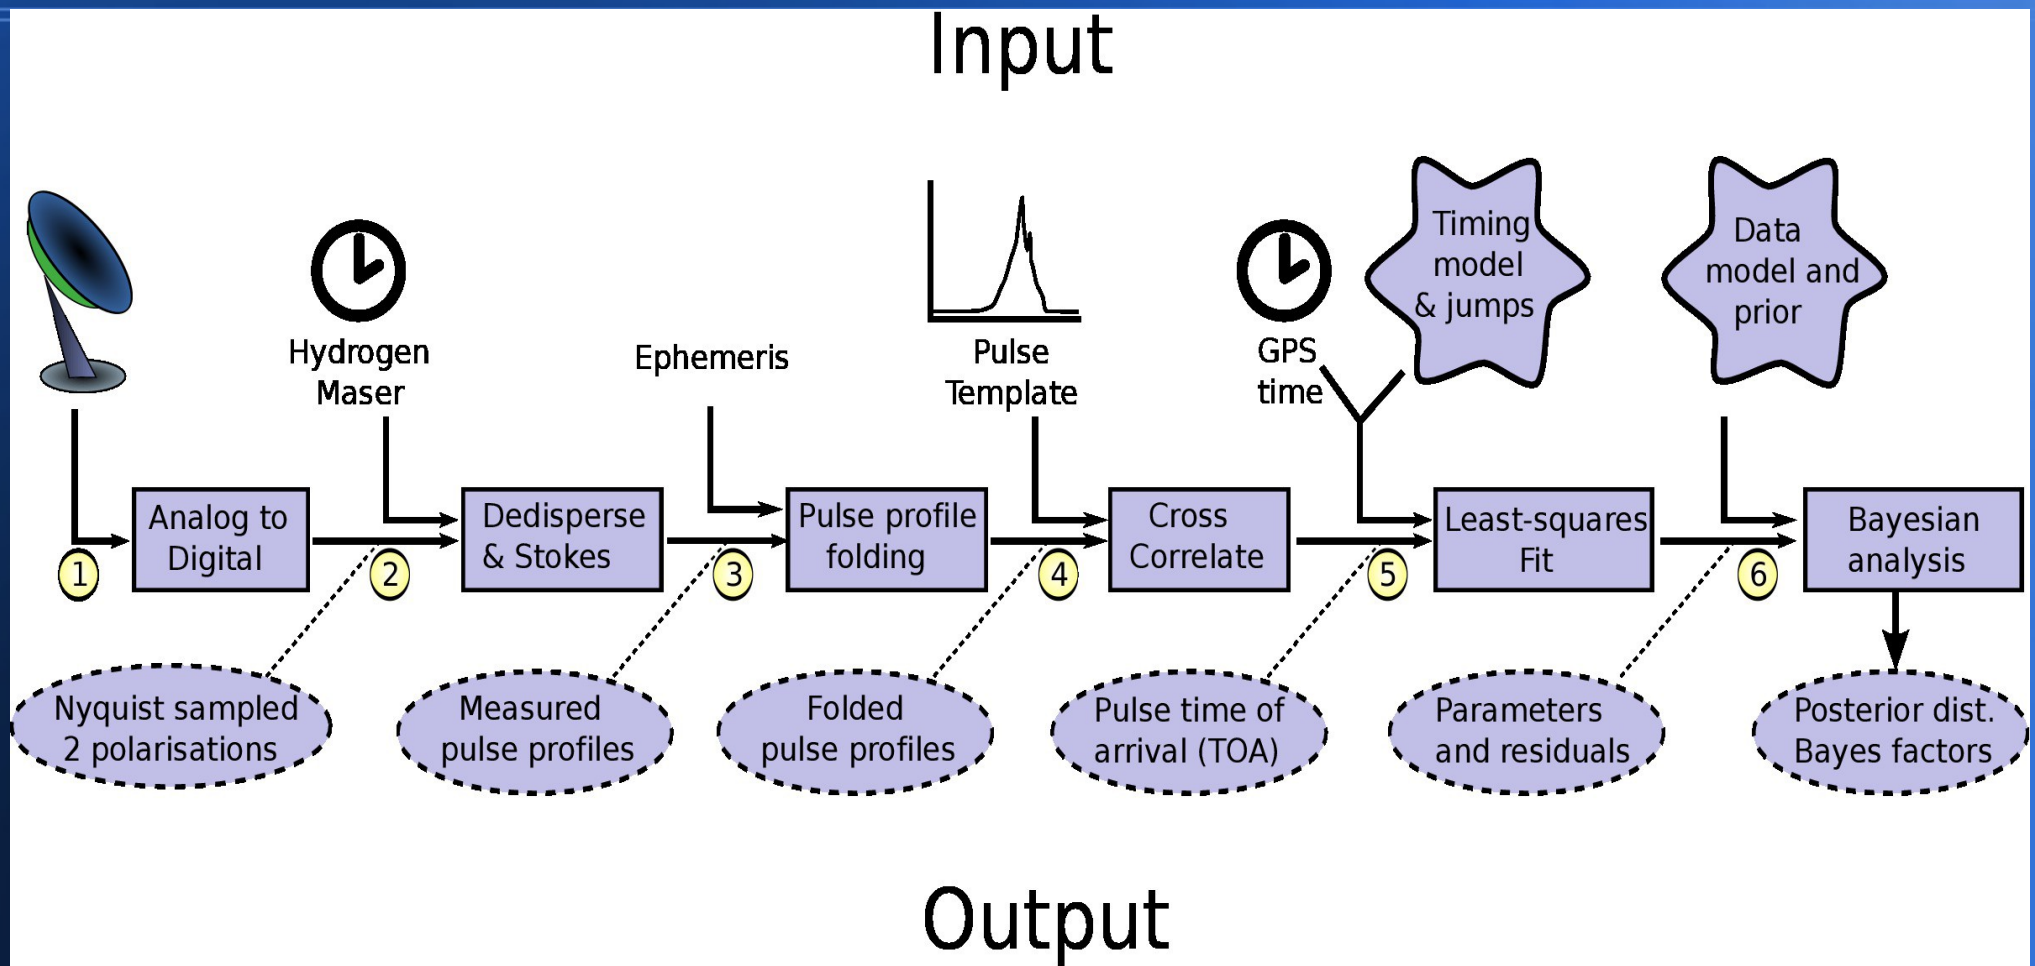 Input
Hydrogen
Maser
Ephemeris
Pulse
Template
GPS
time
Timing
model
& jumps
Data
model and
prior
Analog to
Digital
Dedisperse
& Stokes
Pulse profile
folding
Cross
Correlate
Least-squares
Fit
Bayesian
analysis
1
2
3
4
5
6
Nyquist sampled
2 polarisations
Measured
pulse profiles
Folded
pulse profiles
Pulse time of
arrival (TOA)
Parameters
and residuals
Posterior dist.
Bayes factors
Output